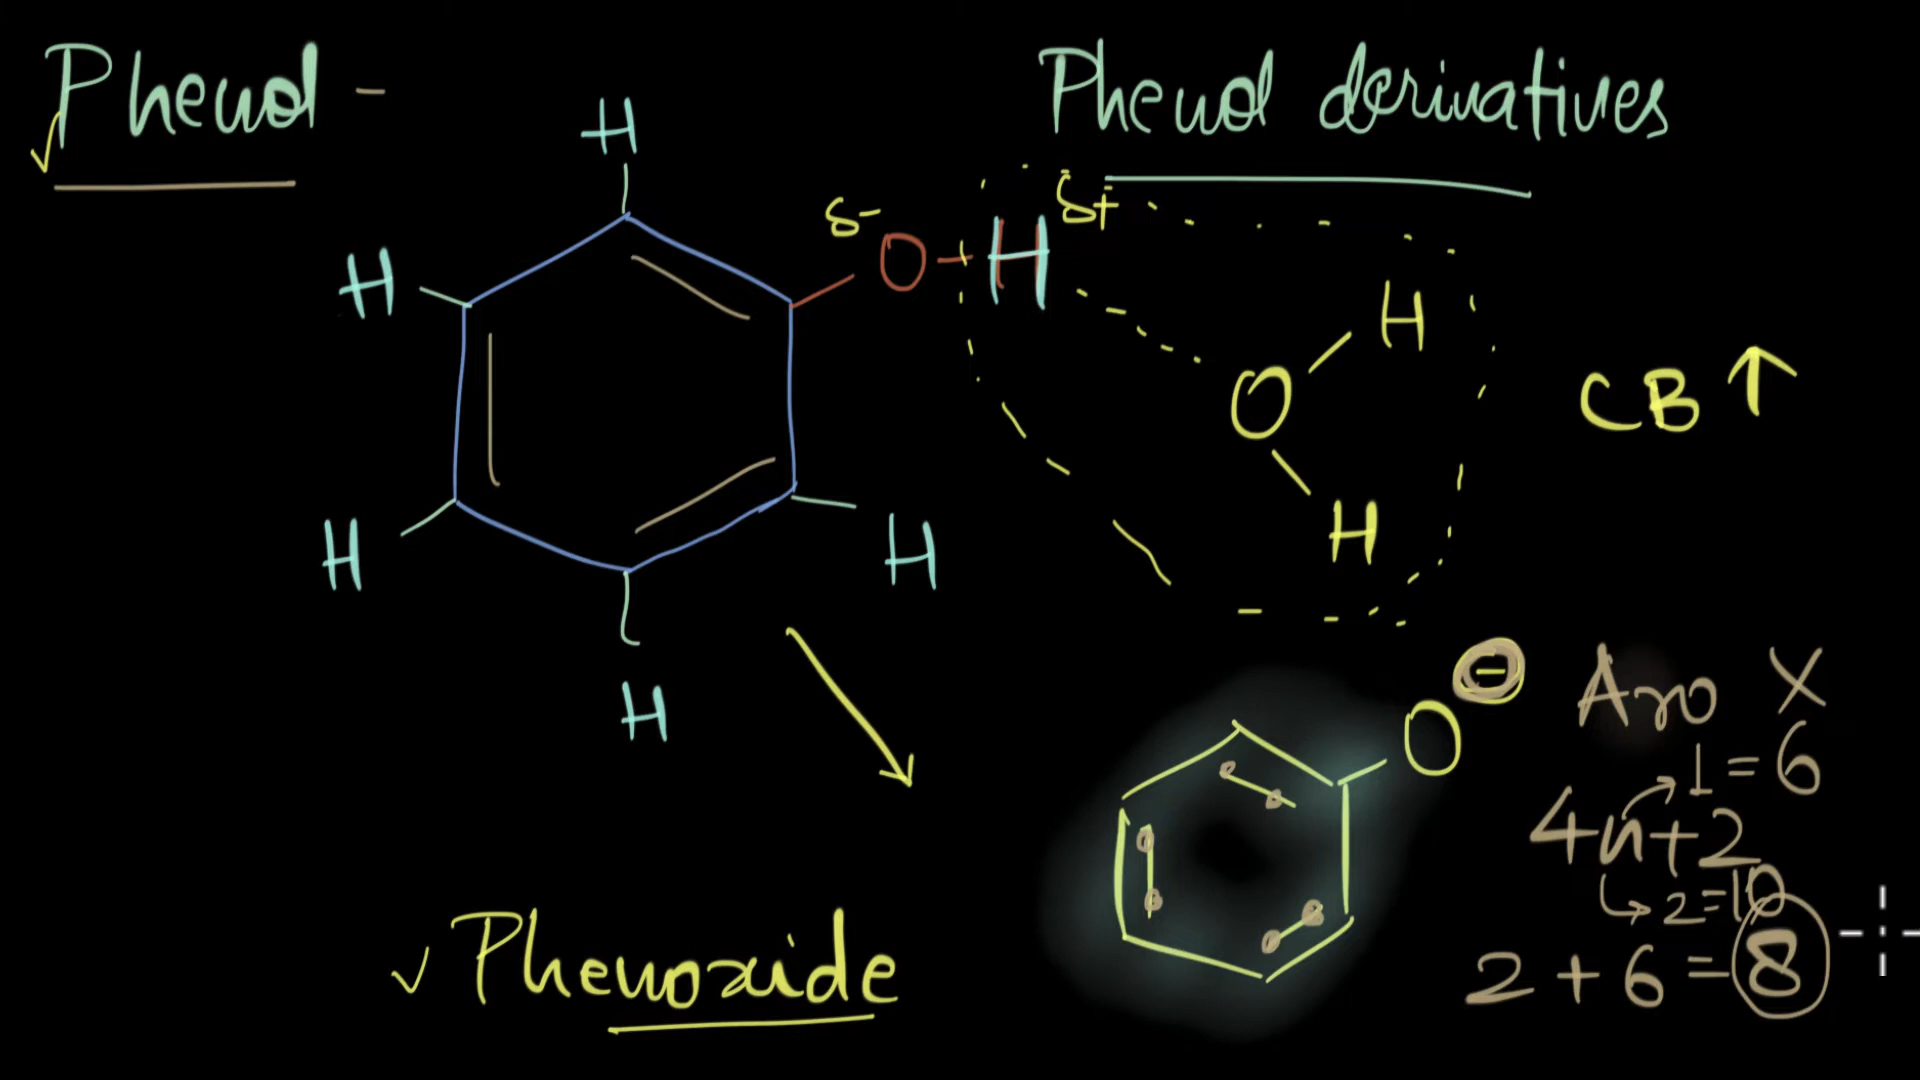 Phenol -
Phenol derivatives
H
H
δ-
O
H
δ+
H
O
H
CB ↑
H
H
H
O
⊖
Aro X
1 = 6
4n+2
2 = 10
2 + 6 = 8
✓ Phenoxide